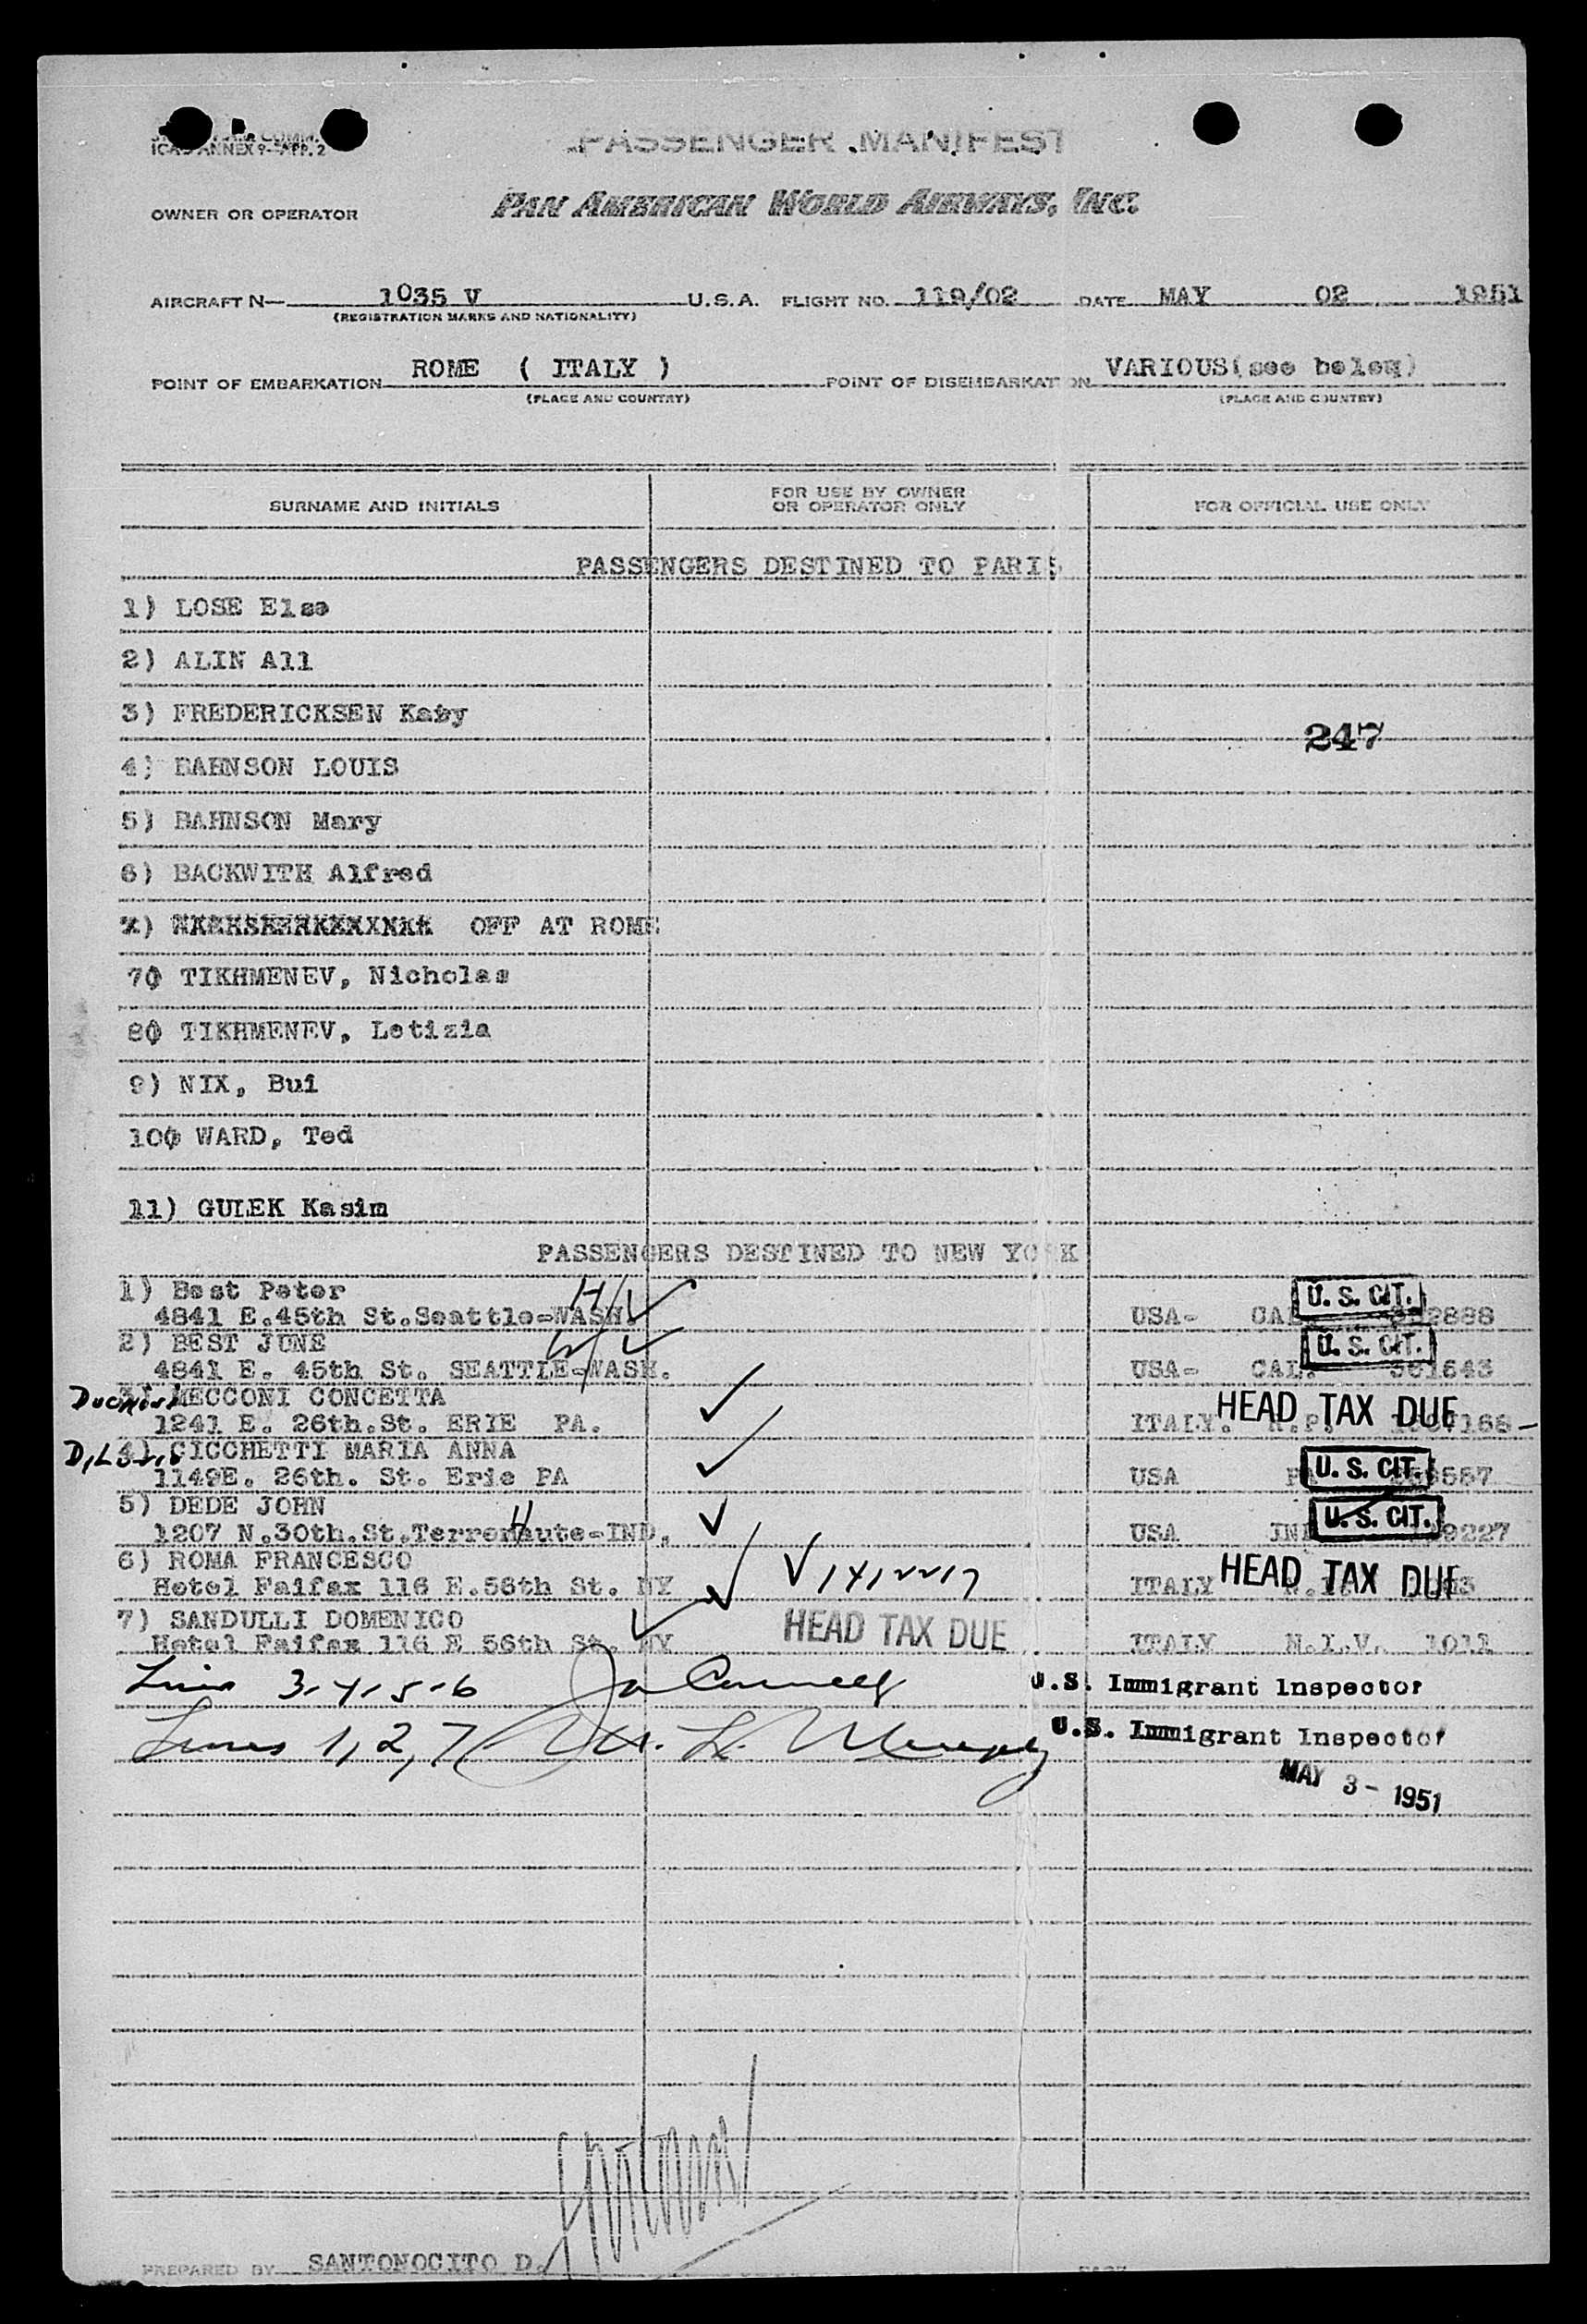 ICAO ANNEX 9-APP. 2
PASSENGER MANIFEST
OWNER OR OPERATOR PAN AMERICAN WORLD AIRWAYS, INC.
AIRCRAFT N— 1035 V U.S.A. FLIGHT NO. 119/02 DATE MAY 02 1951
(REGISTRATION MARKS AND NATIONALITY)
POINT OF EMBARKATION ROME ( ITALY ) POINT OF DISEMBARKATION VARIOUS(see below)
(PLACE AND COUNTRY) (PLACE AND COUNTRY)
SURNAME AND INITIALS FOR USE BY OWNER OR OPERATOR ONLY FOR OFFICIAL USE ONLY
PASSENGERS DESTINED TO PARIS
1) LOSE Else
2) ALIN All
3) FREDERICKSEN Kaby
247
4) BAHNSON LOUIS
5) BAHNSON Mary
6) BACKWITH Alfred
OFF AT ROME
7) TIKHMENEV, Nicholas
8) TIKHMENEV, Letizia
9) NIX, Bui
10) WARD, Ted
11) GULEK Kasim
PASSENGERS DESTINED TO NEW YORK
1) Best Peter U. S. CIT.
4841 E.45th St.Seattle-WASH. USA-
2) BEST JUNE U. S. CIT.
4841 E. 45th St. SEATTLE-WASH. USA- CAL.
3) MECCONI CONCETTA HEAD TAX DUE
1241 E. 26th.St. ERIE PA. ITALY.
4) CICCHETTI MARIA ANNA U. S. CIT.
1149E. 26th. St. Erie PA USA
5) DEDE JOHN U. S. CIT.
1207 N.30th.St.Terrehaute-IND. USA IND
6) ROMA FRANCESCO HEAD TAX DUE
Hotel Faifax 116 E.56th St. NY ITALY
7) SANDULLI DOMENICO HEAD TAX DUE
Hotel Faifax 116 E 56th St. NY ITALY N.I.V. 1011
Lines 3-4-5-6 U.S. Immigrant Inspector
Lines 1,2,7 U.S. Immigrant Inspector
MAY 3 - 1951
PREPARED BY SANTONOCITO D.